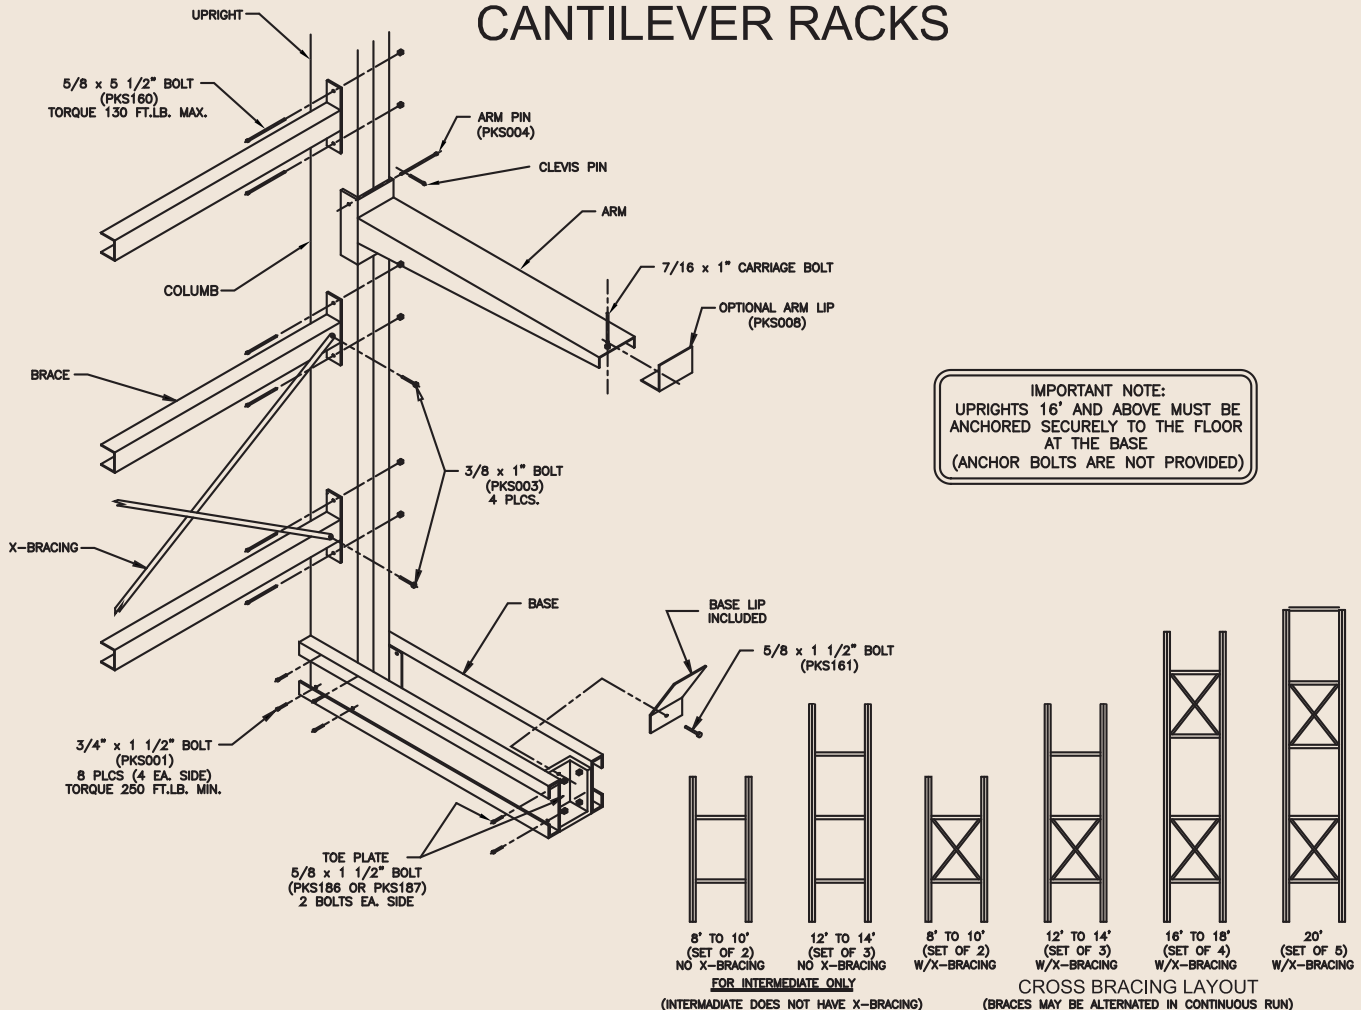 CANTILEVER RACKS
UPRIGHT
5/8 x 5 1/2" BOLT
(PKS160)
TORQUE 130 FT.LB. MAX.
ARM PIN
(PKS004)
CLEVIS PIN
ARM
7/16 x 1" CARRIAGE BOLT
COLUMB
OPTIONAL ARM LIP
(PKS008)
BRACE
IMPORTANT NOTE:
UPRIGHTS 16' AND ABOVE MUST BE
ANCHORED SECURELY TO THE FLOOR
AT THE BASE
(ANCHOR BOLTS ARE NOT PROVIDED)
3/8 x 1" BOLT
(PKS003)
4 PLCS.
X-BRACING
BASE
BASE LIP
INCLUDED
5/8 x 1 1/2" BOLT
(PKS161)
3/4" x 1 1/2" BOLT
(PKS001)
8 PLCS (4 EA. SIDE)
TORQUE 250 FT.LB. MIN.
TOE PLATE
5/8 x 1 1/2" BOLT
(PKS186 OR PKS187)
2 BOLTS EA. SIDE
8' TO 10'
(SET OF 2)
NO X-BRACING
12' TO 14'
(SET OF 3)
NO X-BRACING
8' TO 10'
(SET OF 2)
W/X-BRACING
12' TO 14'
(SET OF 3)
W/X-BRACING
16' TO 18'
(SET OF 4)
W/X-BRACING
20'
(SET OF 5)
W/X-BRACING
FOR INTERMEDIATE ONLY
(INTERMADIATE DOES NOT HAVE X-BRACING)
CROSS BRACING LAYOUT
(BRACES MAY BE ALTERNATED IN CONTINUOUS RUN)